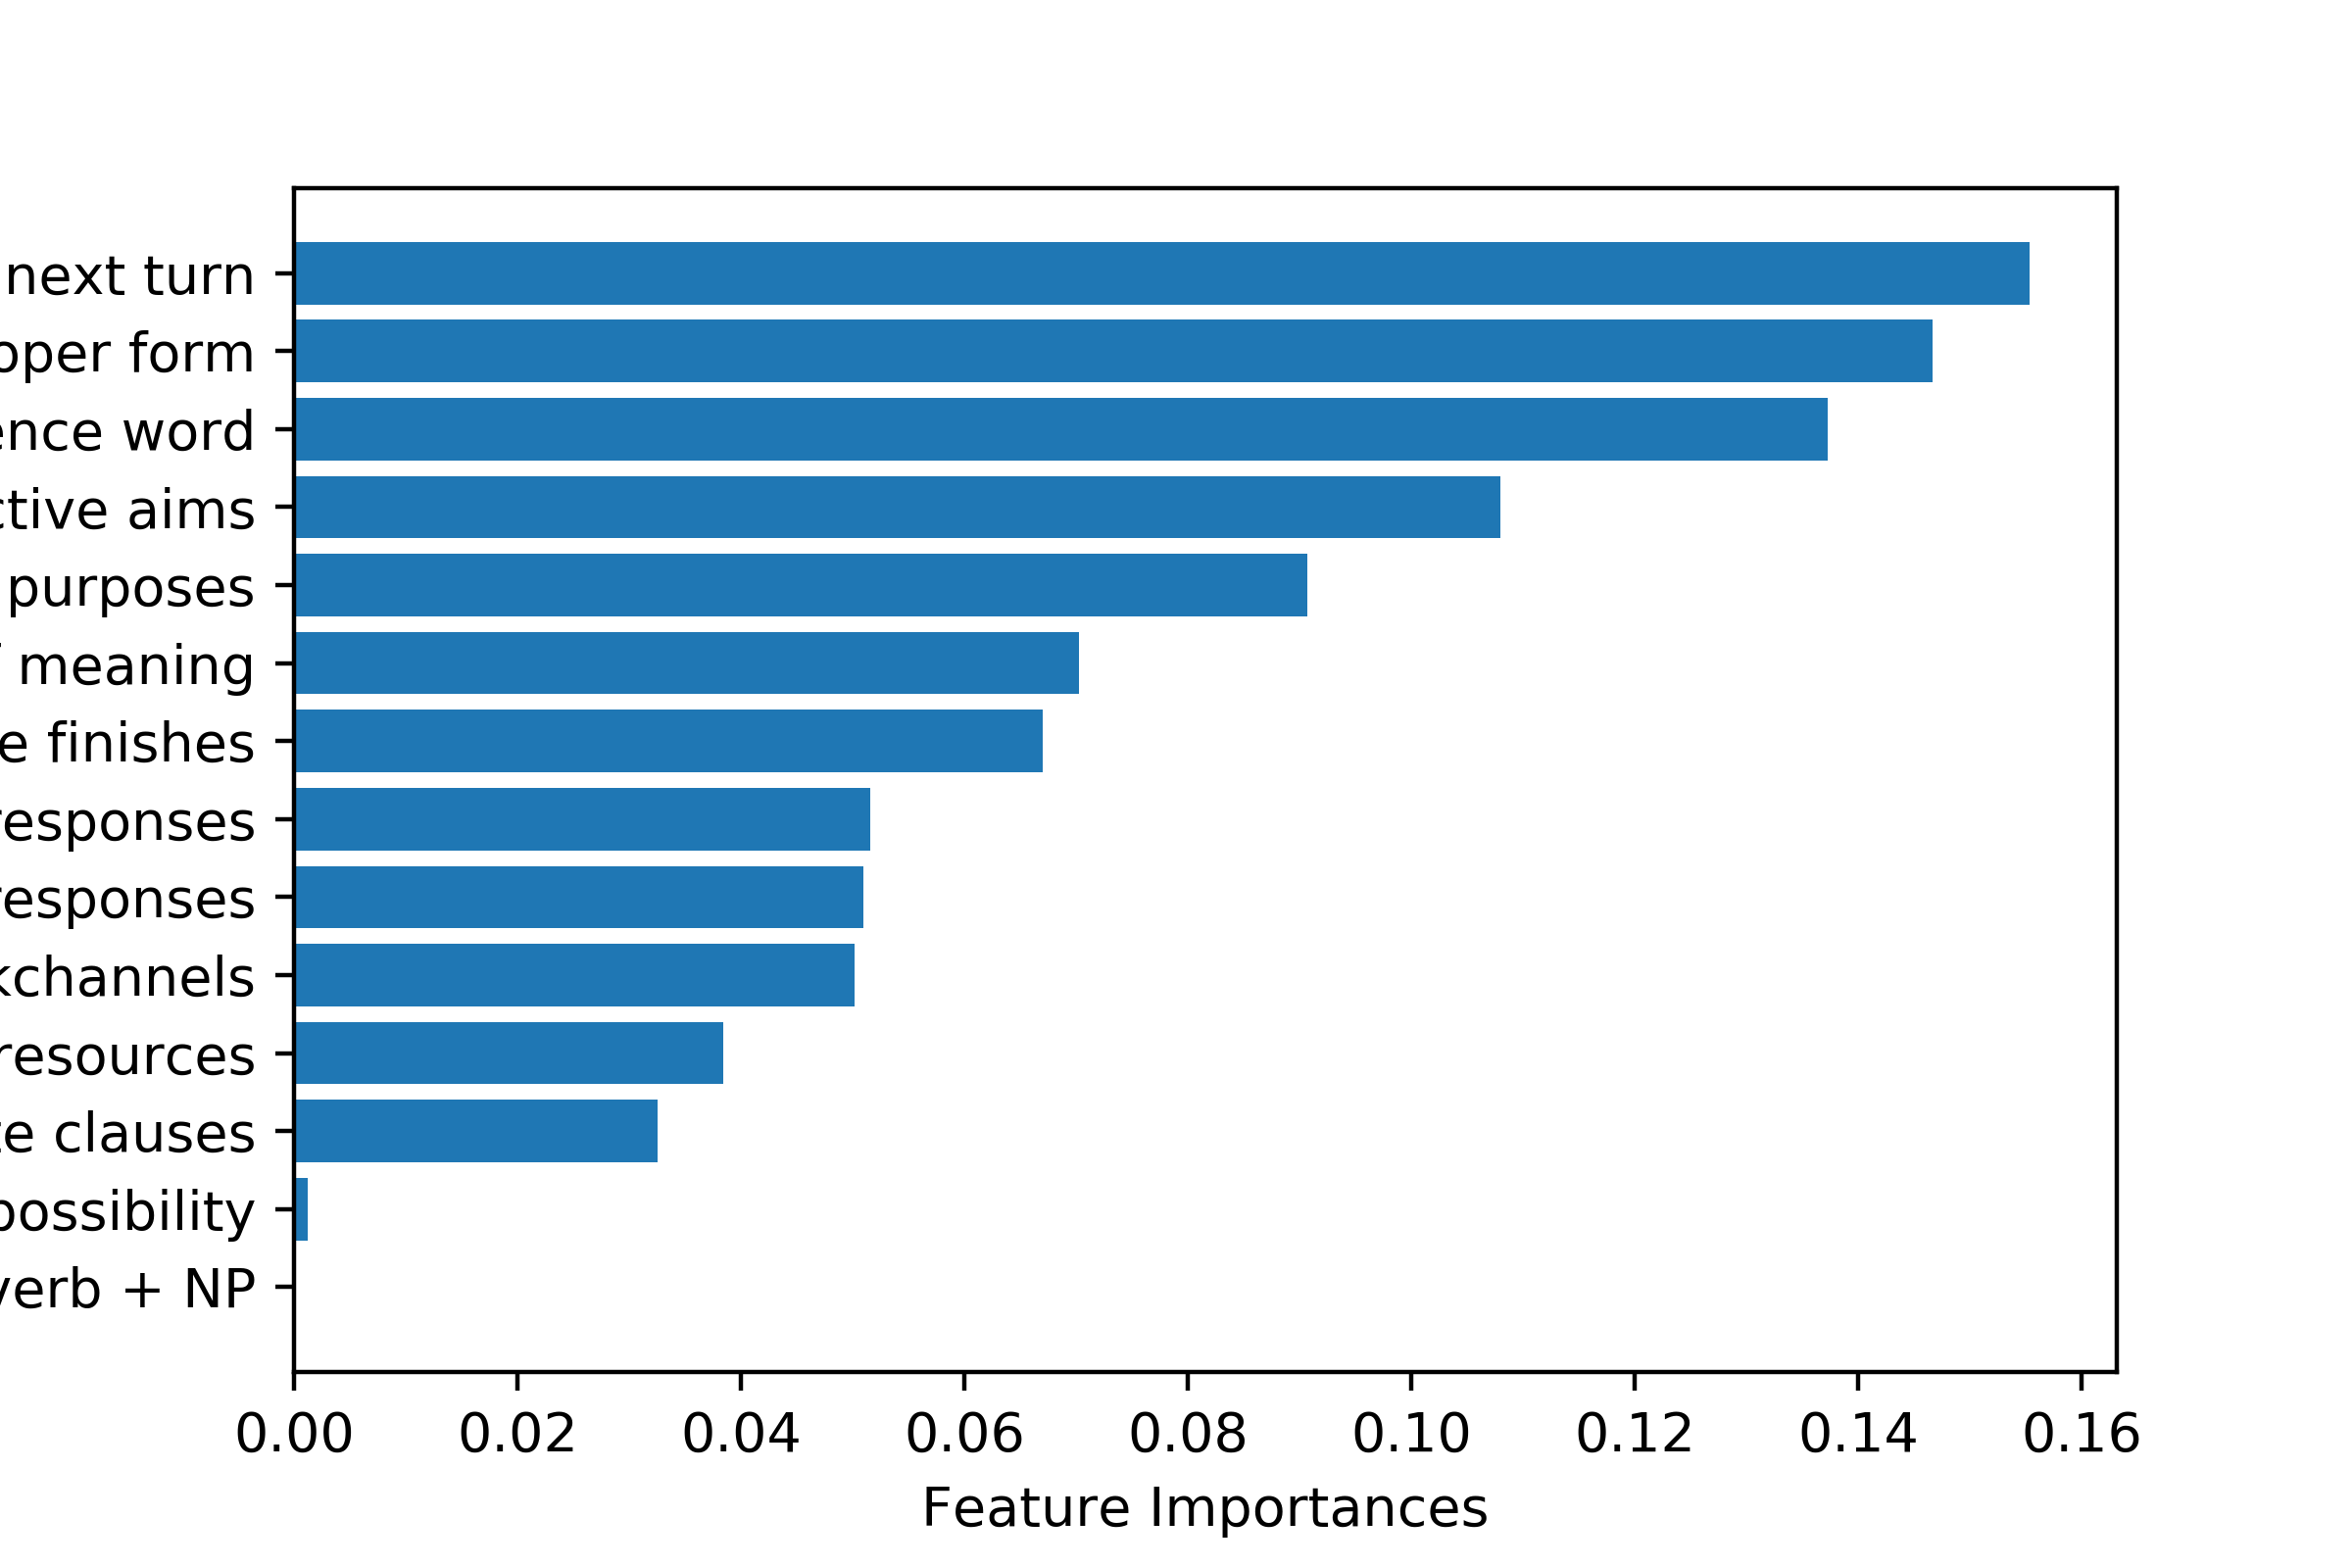 next turn
pper form
ence word
ctive aims
purposes
meaning
e finishes
responses
responses
kchannels
resources
te clauses
possibility
verb + NP
0.00 0.02 0.04 0.06 0.08 0.10 0.12 0.14 0.16
Feature Importances